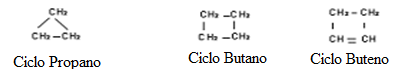 CH₂
CH₂—CH₂
Ciclo Propano
CH₂—CH₂
CH₂—CH₂
Ciclo Butano
CH₂—CH₂
CH=CH
Ciclo Buteno